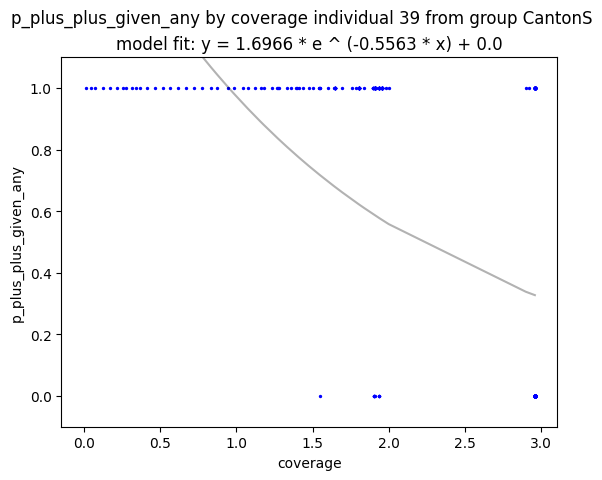 p_plus_plus_given_any by coverage individual 39 from group CantonS
model fit: y = 1.6966 * e ^ (-0.5563 * x) + 0.0
1.0
0.8
0.6
0.4
0.2
0.0
p_plus_plus_given_any
0.0 0.5 1.0 1.5 2.0 2.5 3.0
coverage